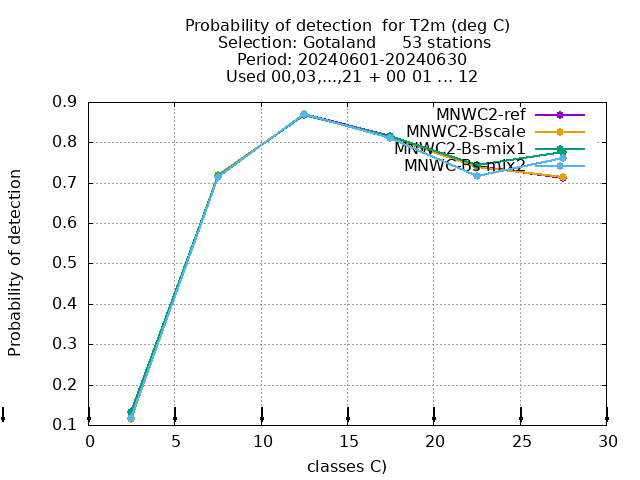 Probability of detection  for T2m (deg C)
Selection: Gotaland     53 stations
Period: 20240601-20240630
Used 00,03,...,21 + 00 01 ... 12
MNWC2-ref
MNWC2-Bscale
MNWC2-Bs-mix1
MNWC-Bs-mix2
Probability of detection
0.9
0.8
0.7
0.6
0.5
0.4
0.3
0.2
0.1
0 5 10 15 20 25 30
classes C)